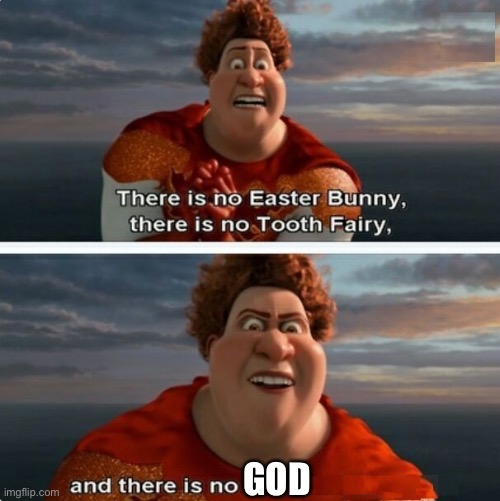 There is no Easter Bunny,
there is no Tooth Fairy,
and there is no GOD
imgflip.com